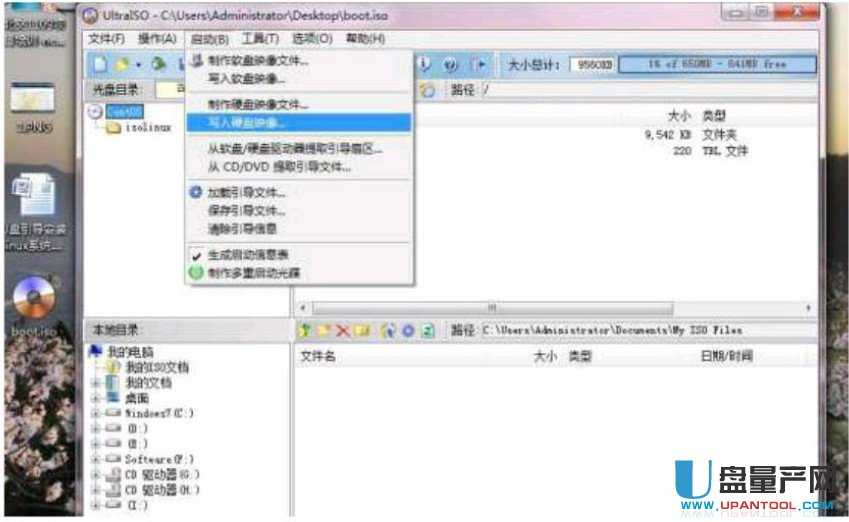 UltraISO - C:\Users\Administrator\Desktop\boot.iso
文件(F) 操作(A) 启动(B) 工具(T) 选项(O) 帮助(H)
大小总计: 9560KB 1% of 650MB - 641MB free
光盘目录: 路径: /
制作软盘映像文件...
写入软盘映像...
制作硬盘映像文件...
写入硬盘映像...
从软盘/硬盘驱动器提取引导扇区...
从 CD/DVD 提取引导文件...
加载引导文件...
保存引导文件...
清除引导信息
生成启动信息表
制作多重启动光碟
CentOS
isolinux
大小 类型
9,542 KB 文件夹
220 TBL 文件
1.PNG
U盘引导安装
linux系统...
boot.iso
本地目录: 路径: C:\Users\Administrator\Documents\My ISO Files
文件名 大小 类型 日期/时间
我的电脑
我的ISO文档
我的文档
桌面
Windows7(C:)
(D:)
(E:)
Software(F:)
CD 驱动器(G:)
CD 驱动器(H:)
(I:)
U盘量产网
WWW.UPANTOOL.COM